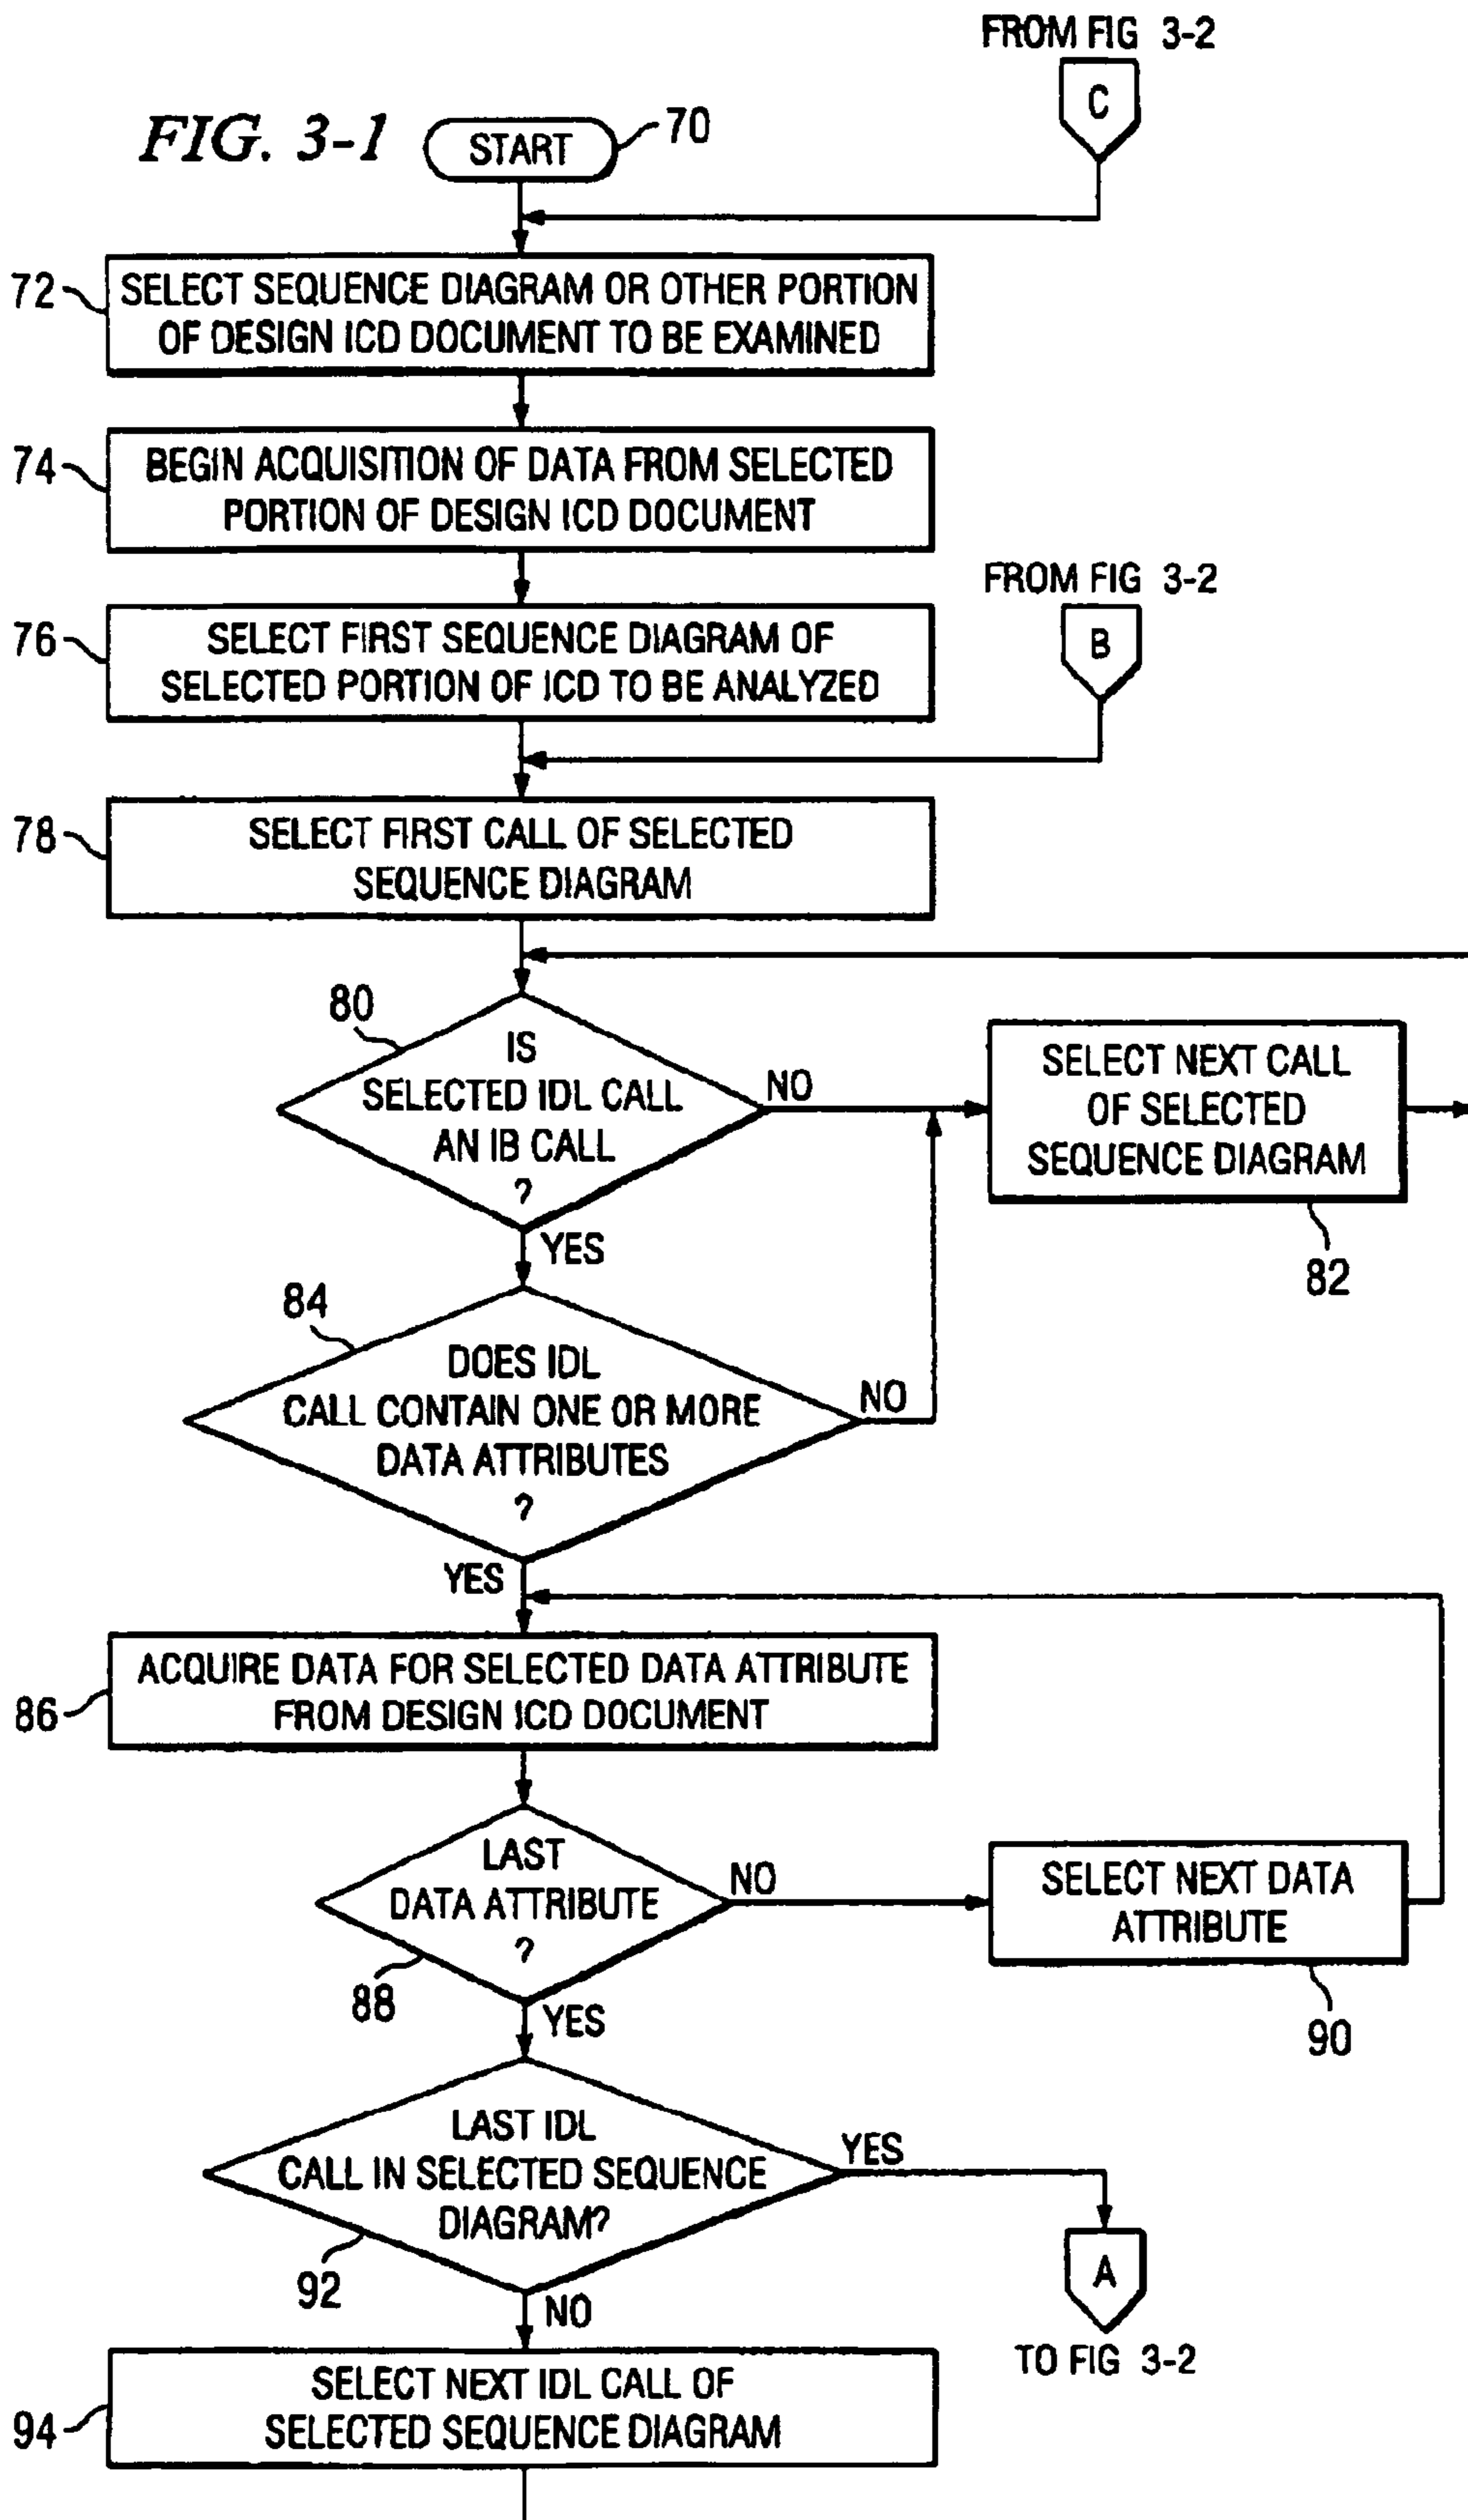 FROM FIG 3-2
C
FIG. 3-1
START
70
72
SELECT SEQUENCE DIAGRAM OR OTHER PORTION
OF DESIGN ICD DOCUMENT TO BE EXAMINED
74
BEGIN ACQUISITION OF DATA FROM SELECTED
PORTION OF DESIGN ICD DOCUMENT
FROM FIG 3-2
B
76
SELECT FIRST SEQUENCE DIAGRAM OF
SELECTED PORTION OF ICD TO BE ANALYZED
78
SELECT FIRST CALL OF SELECTED
SEQUENCE DIAGRAM
80
IS
SELECTED IDL CALL
AN IB CALL
?
NO
SELECT NEXT CALL
OF SELECTED
SEQUENCE DIAGRAM
82
YES
84
DOES IDL
CALL CONTAIN ONE OR MORE
DATA ATTRIBUTES
?
NO
YES
86
ACQUIRE DATA FOR SELECTED DATA ATTRIBUTE
FROM DESIGN ICD DOCUMENT
LAST
DATA ATTRIBUTE
?
88
NO
SELECT NEXT DATA
ATTRIBUTE
90
YES
LAST IDL
CALL IN SELECTED SEQUENCE
DIAGRAM?
92
YES
A
TO FIG 3-2
NO
94
SELECT NEXT IDL CALL OF
SELECTED SEQUENCE DIAGRAM